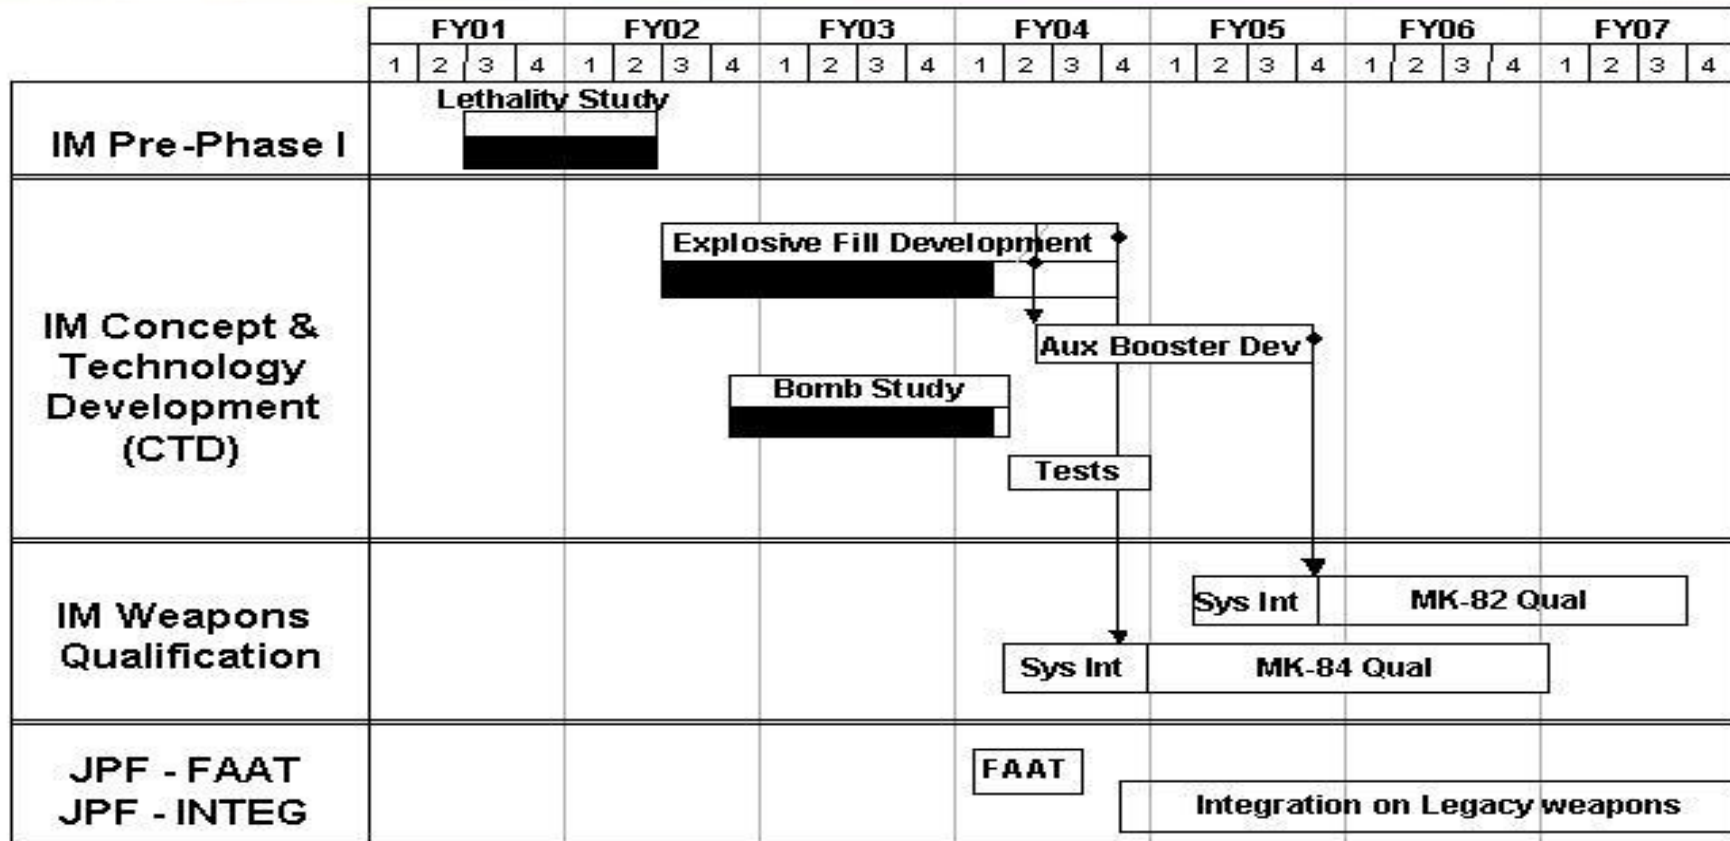 FY01 FY02 FY03 FY04 FY05 FY06 FY07
1 2 3 4 1 2 3 4 1 2 3 4 1 2 3 4 1 2 3 4 1 2 3 4 1 2 3 4
Lethality Study
IM Pre-Phase I
Explosive Fill Development
IM Concept &
Technology
Development
(CTD)
Aux Booster Dev
Bomb Study
Tests
IM Weapons
Qualification
Sys Int MK-82 Qual
Sys Int MK-84 Qual
JPF - FAAT
JPF - INTEG
FAAT
Integration on Legacy weapons